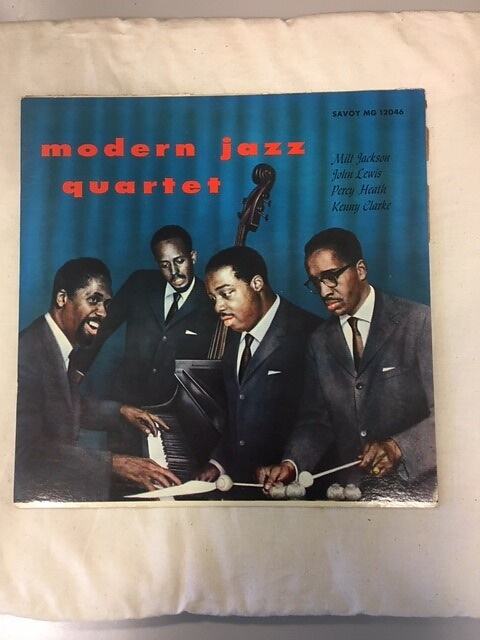 SAVOY MG 12046
modern jazz
quartet
Milt Jackson
John Lewis
Percy Heath
Kenny Clarke